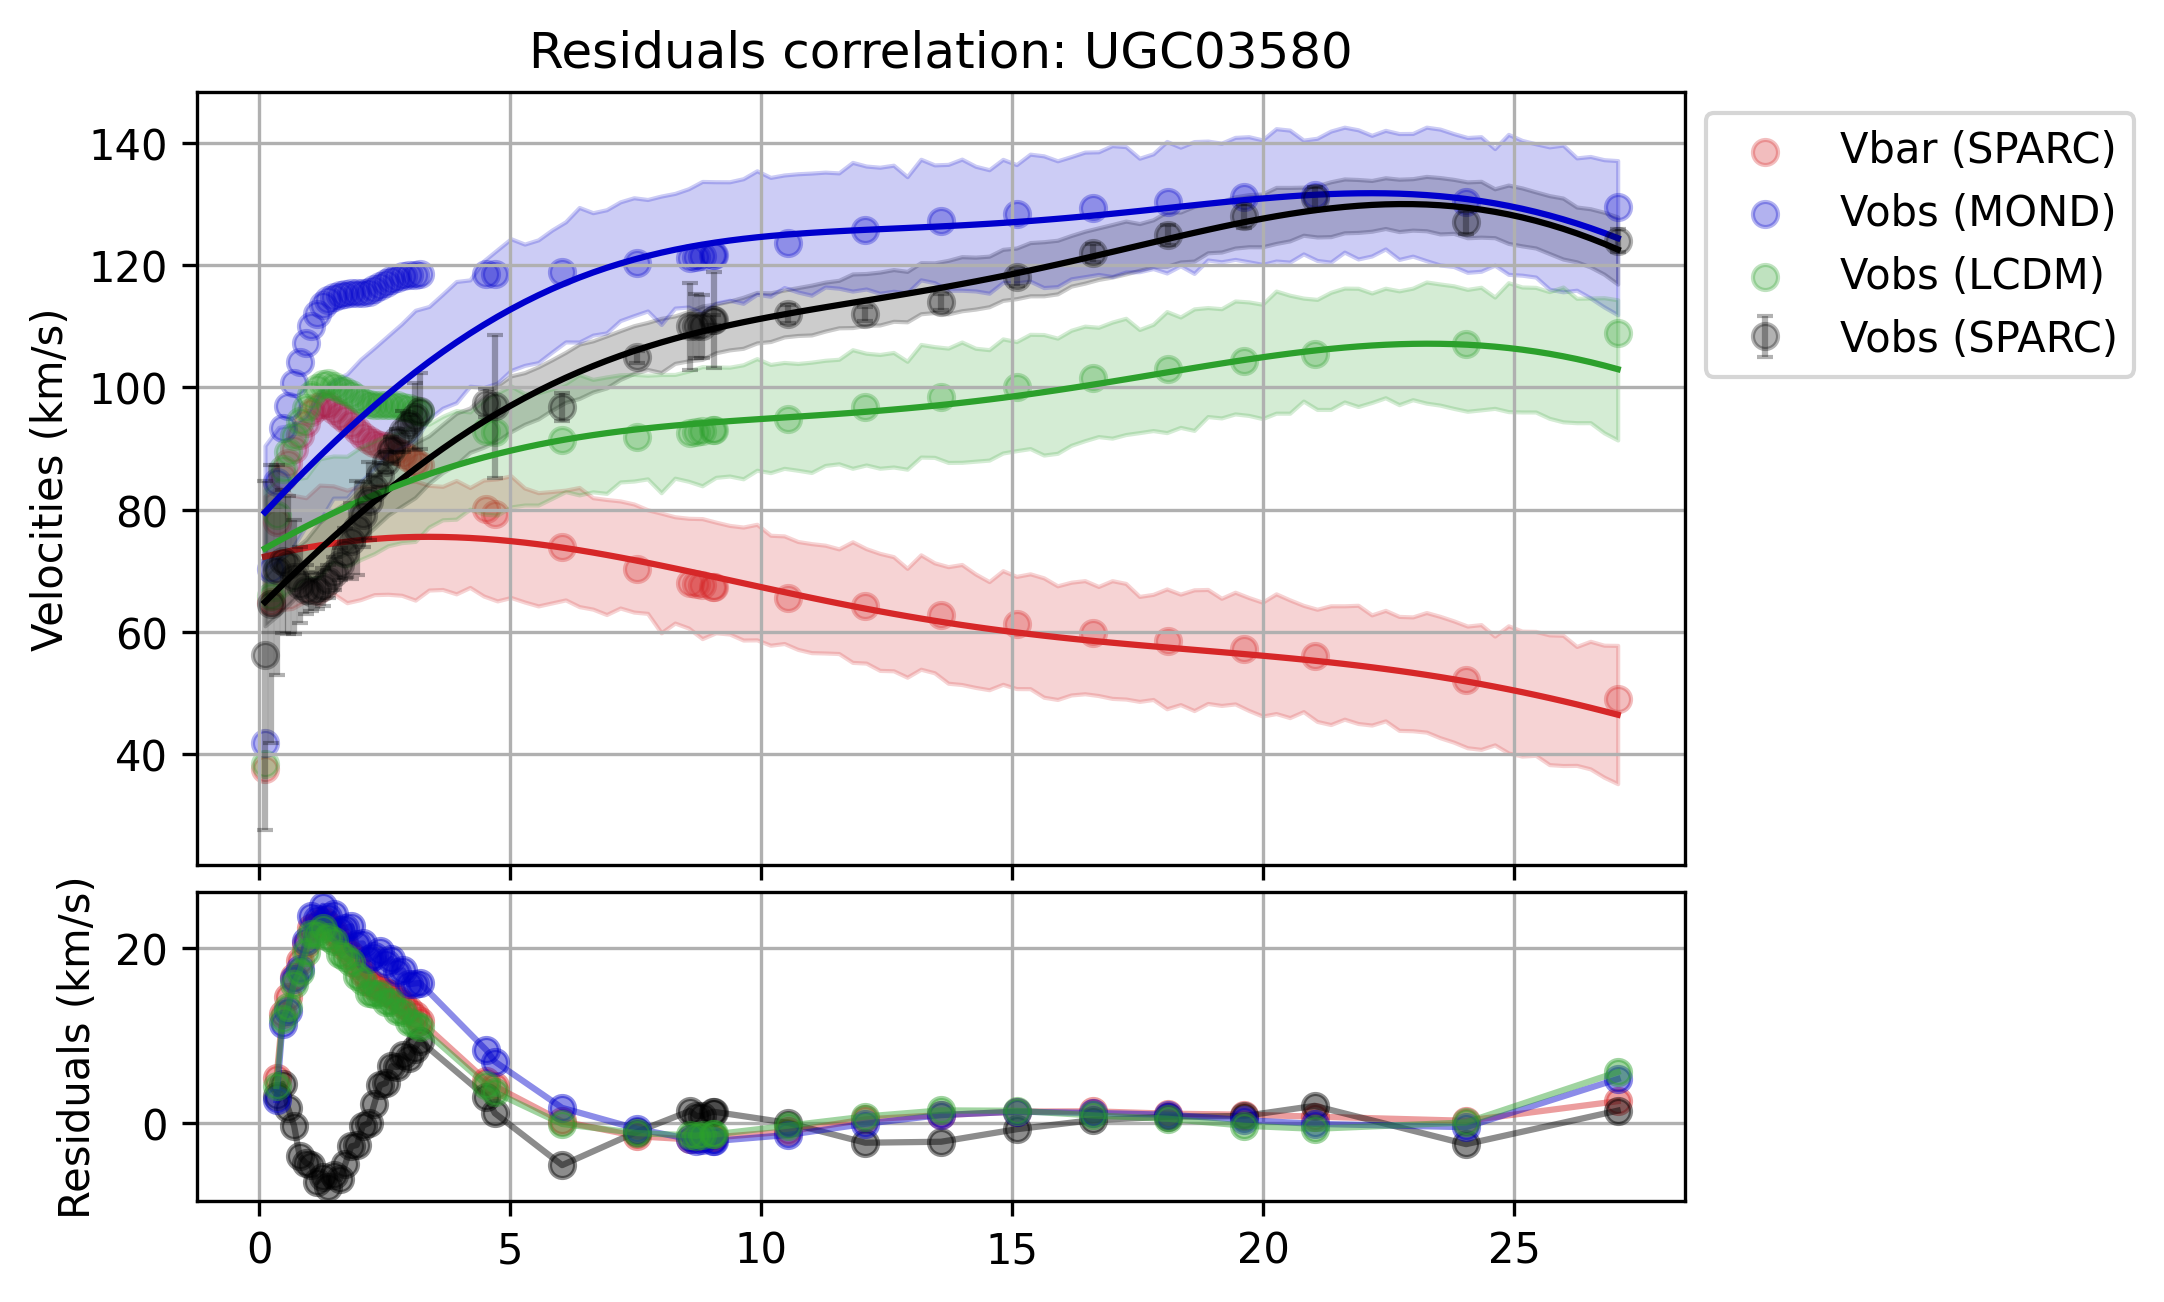 Residuals correlation: UGC03580
Velocities (km/s)
140
120
100
80
60
40
Vbar (SPARC)
Vobs (MOND)
Vobs (LCDM)
Vobs (SPARC)
Residuals (km/s)
20
0
0 5 10 15 20 25